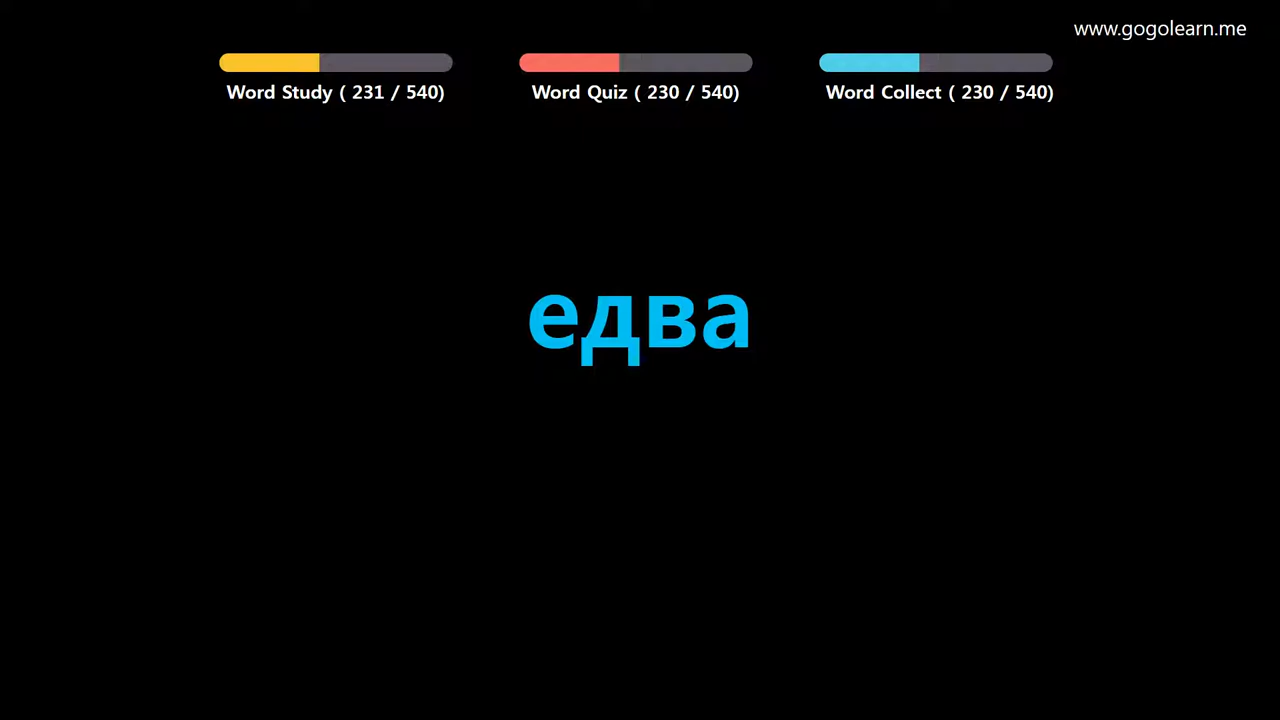 www.gogolearn.me
Word Study ( 231 / 540)
Word Quiz ( 230 / 540)
Word Collect ( 230 / 540)
едва